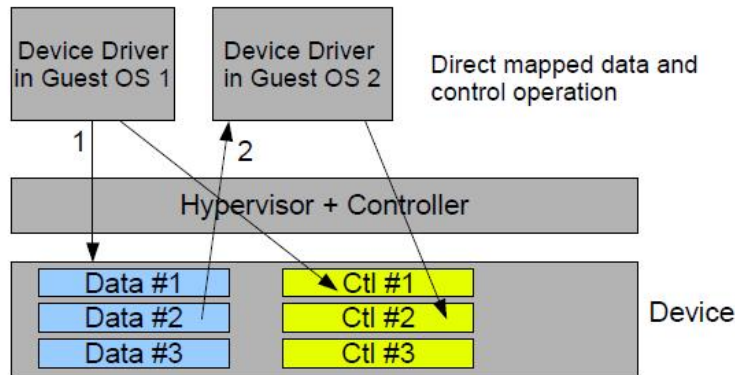 Device Driver
in Guest OS 1
Device Driver
in Guest OS 2
Direct mapped data and
control operation
1
2
Hypervisor + Controller
Data #1
Ctl #1
Data #2
Ctl #2
Device
Data #3
Ctl #3